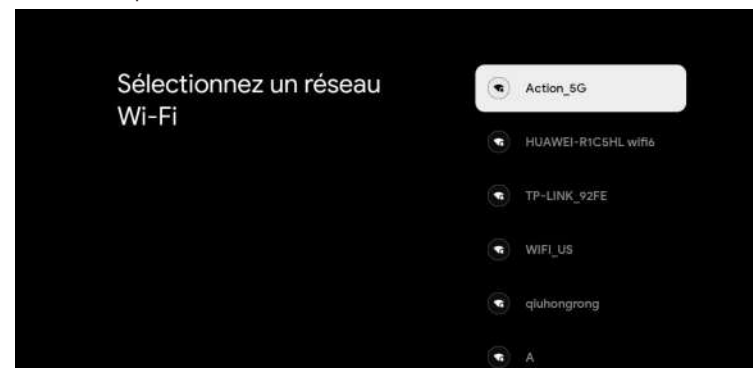 Sélectionnez un réseau
Wi-Fi
Action_5G
HUAWEI-R1C5HL wifi6
TP-LINK_92FE
WIFI_US
qiuhongrong
A